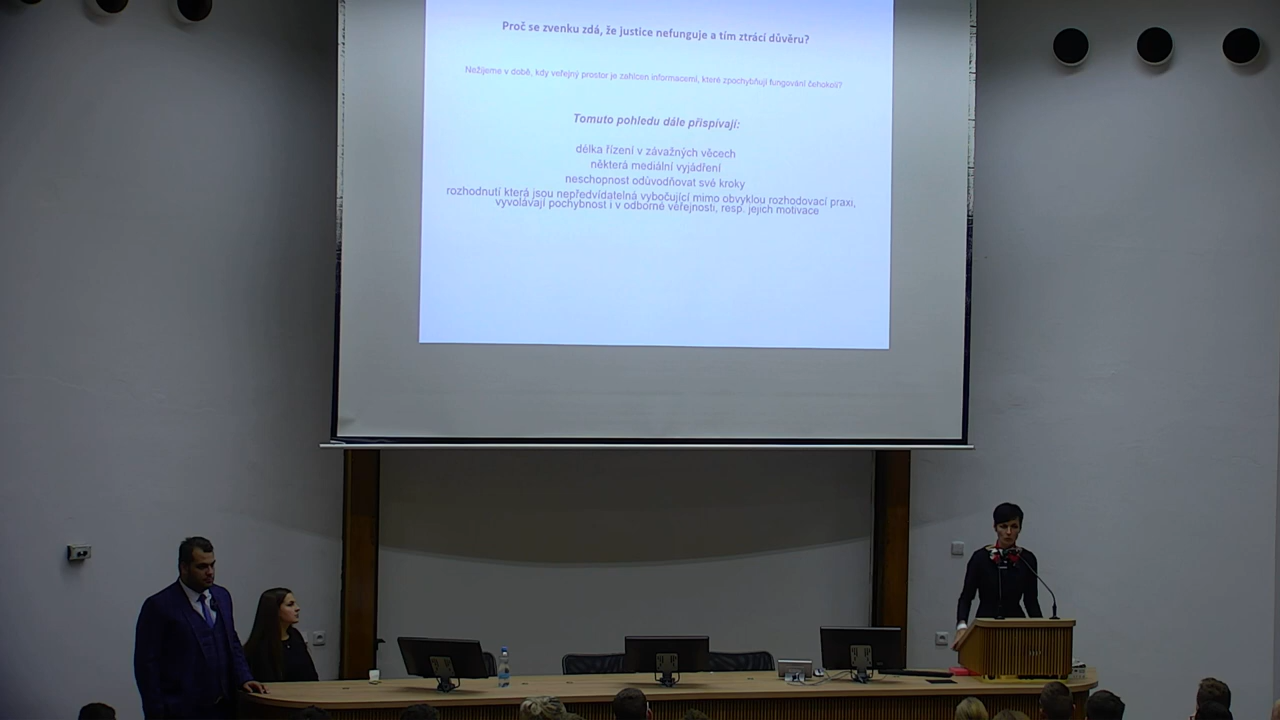 Proč se zvenku zdá, že justice nefunguje a tím ztrácí důvěru?
Nežijeme v době, kdy veřejný prostor je zahlcen informacemi, které zpochybňují fungování čehokoli?
Tomuto pohledu dále přispívají:
délka řízení v závažných věcech
některá mediální vyjádření
neschopnost odůvodňovat své kroky
rozhodnutí která jsou nepředvídatelná vybočující mimo obvyklou rozhodovací praxi,
vyvolávají pochybnost i v odborné veřejnosti, resp. jejich motivace